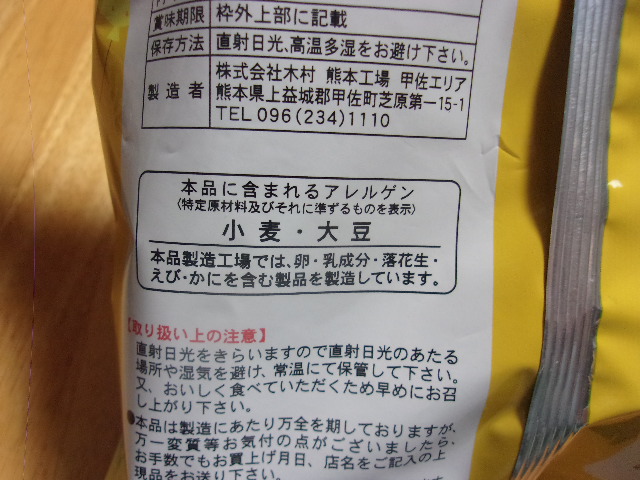 賞味期限 枠外上部に記載
保存方法 直射日光、高温多湿をお避け下さい。
製造者 株式会社木村 熊本工場 甲佐エリア
熊本県上益城郡甲佐町芝原第一15-1
TEL 096(234)1110
本品に含まれるアレルゲン
〈特定原材料及びそれに準ずるものを表示〉
小麦・大豆
本品製造工場では、卵・乳成分・落花生・
えび・かにを含む製品を製造しています。
【取り扱い上の注意】
直射日光をきらいますので直射日光のあたる
場所や湿気を避け、常温にて保管して下さい。
又、おいしく食べていただくため早めにお召
し上がり下さい。
●本品は製造にあたり万全を期しておりますが、
万一変質等お気付の点がございましたら、
お手数でもお買上げ月日、店名をご記入の上
現品をお送り下さい。